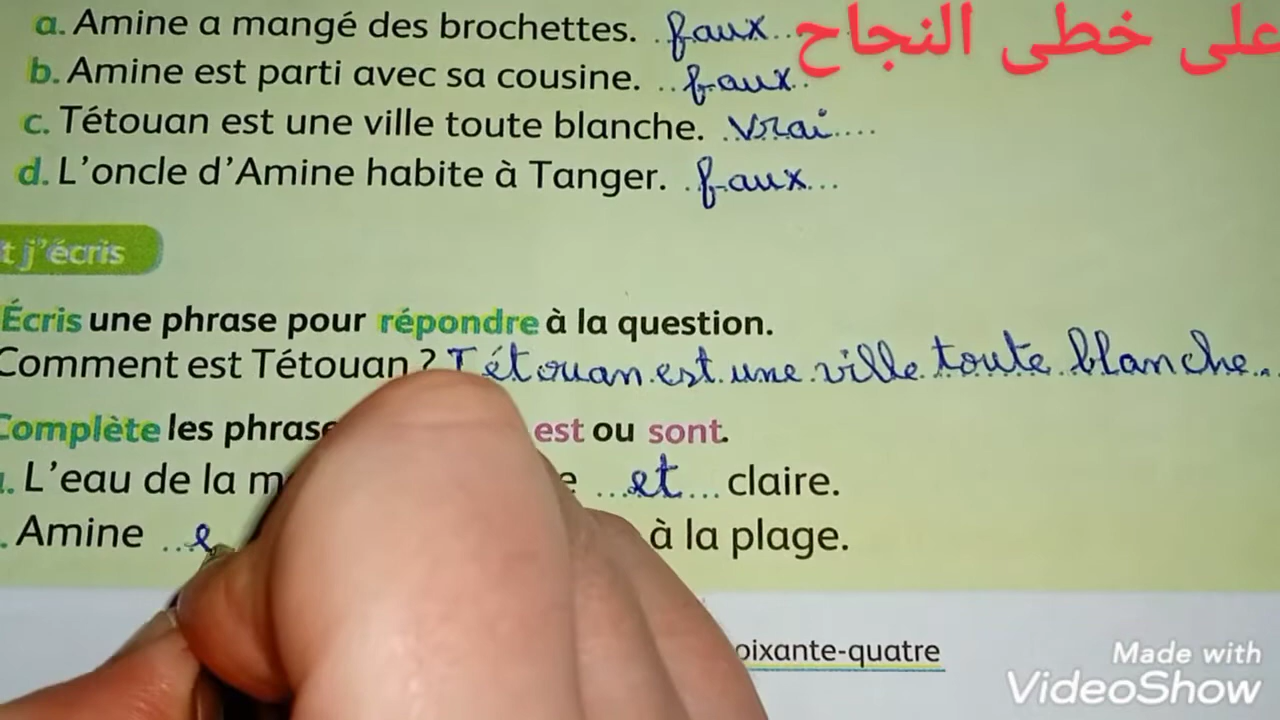 a. Amine a mangé des brochettes. faux
على خطى النجاح
b. Amine est parti avec sa cousine. faux
c. Tétouan est une ville toute blanche. vrai
d. L'oncle d'Amine habite à Tanger. faux
t j'écris
Écris une phrase pour répondre à la question.
Comment est Tétouan ? Tétouan est une ville toute blanche.
Complète les phrase est ou sont.
. L'eau de la m e et claire.
. Amine e à la plage.
oixante-quatre
Made with
VideoShow